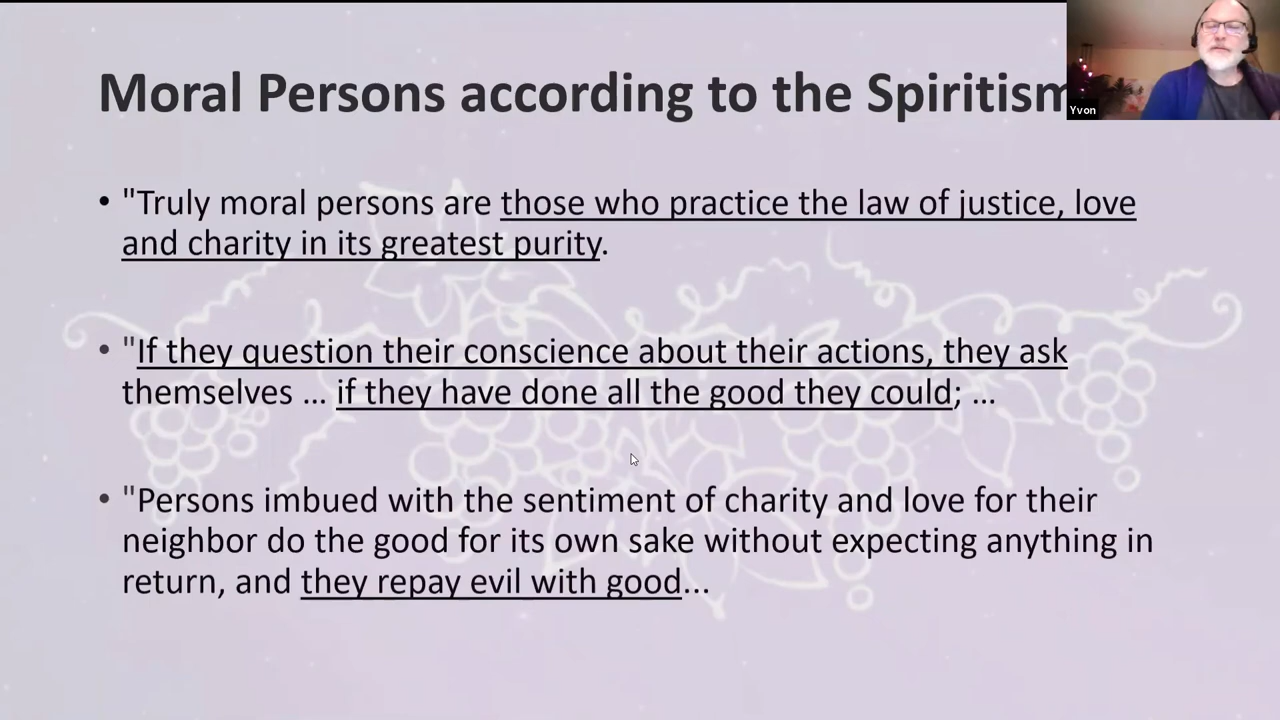 Moral Persons according to the Spiritism
Yvon
• "Truly moral persons are those who practice the law of justice, love
and charity in its greatest purity.
• "If they question their conscience about their actions, they ask
themselves ... if they have done all the good they could; ...
• "Persons imbued with the sentiment of charity and love for their
neighbor do the good for its own sake without expecting anything in
return, and they repay evil with good...